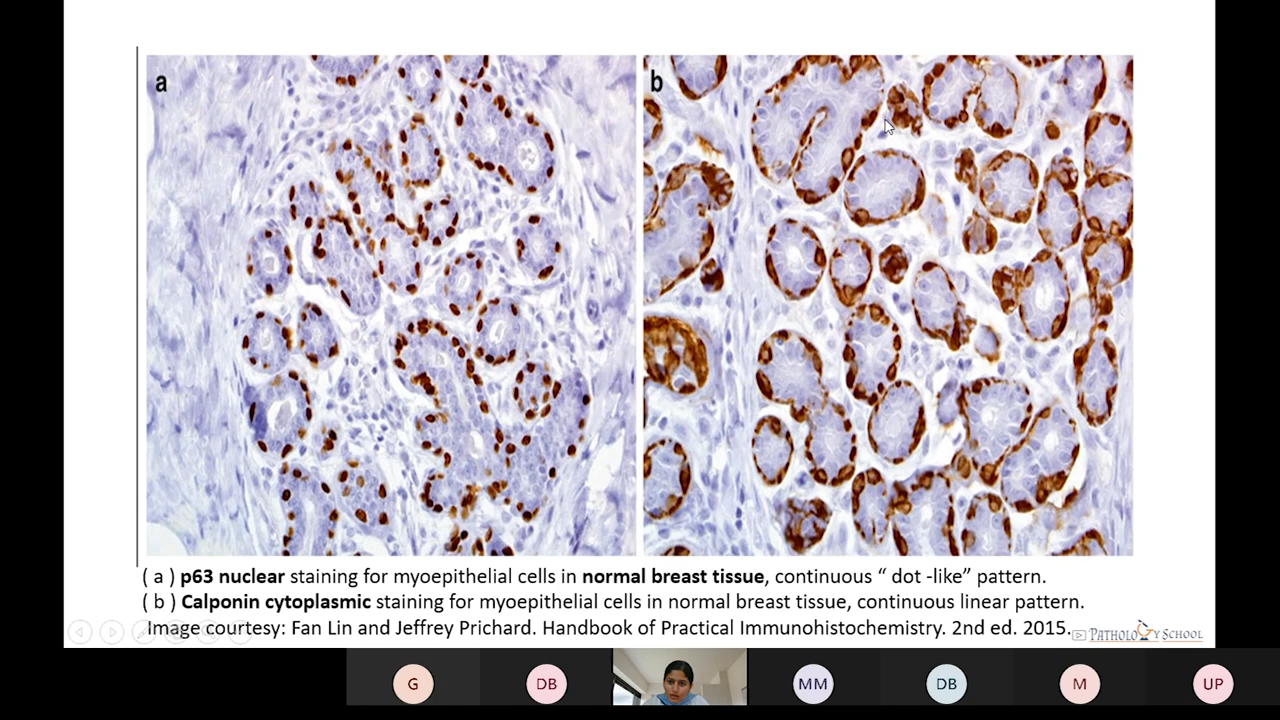 a
b
( a ) p63 nuclear staining for myoepithelial cells in normal breast tissue, continuous “ dot -like” pattern.
( b ) Calponin cytoplasmic staining for myoepithelial cells in normal breast tissue, continuous linear pattern.
Image courtesy: Fan Lin and Jeffrey Prichard. Handbook of Practical Immunohistochemistry. 2nd ed. 2015.
PATHOLOGY SCHOOL
G
DB
MM
DB
M
UP